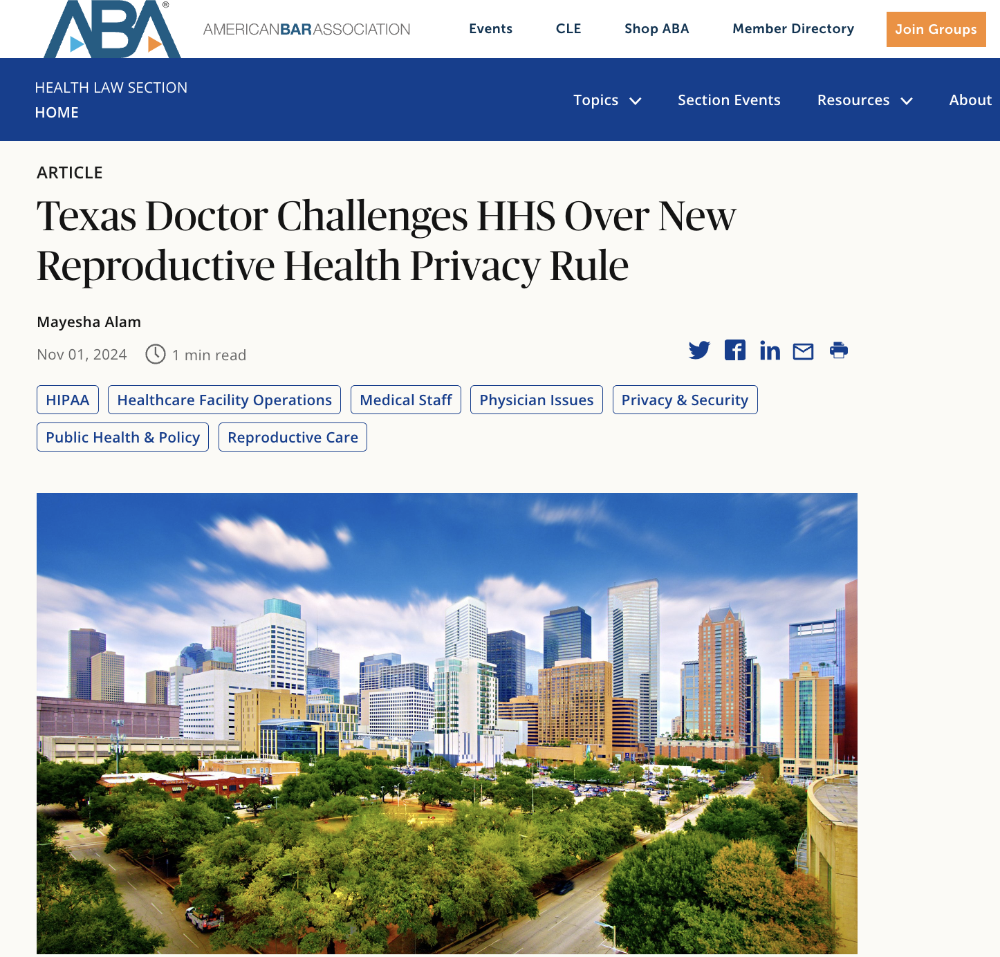 ABA®
AMERICANBARASSOCIATION
Events
CLE
Shop ABA
Member Directory
Join Groups
HEALTH LAW SECTION
HOME
Topics
Section Events
Resources
About
ARTICLE
Texas Doctor Challenges HHS Over New
Reproductive Health Privacy Rule
Mayesha Alam
Nov 01, 2024
1 min read
HIPAA
Healthcare Facility Operations
Medical Staff
Physician Issues
Privacy & Security
Public Health & Policy
Reproductive Care